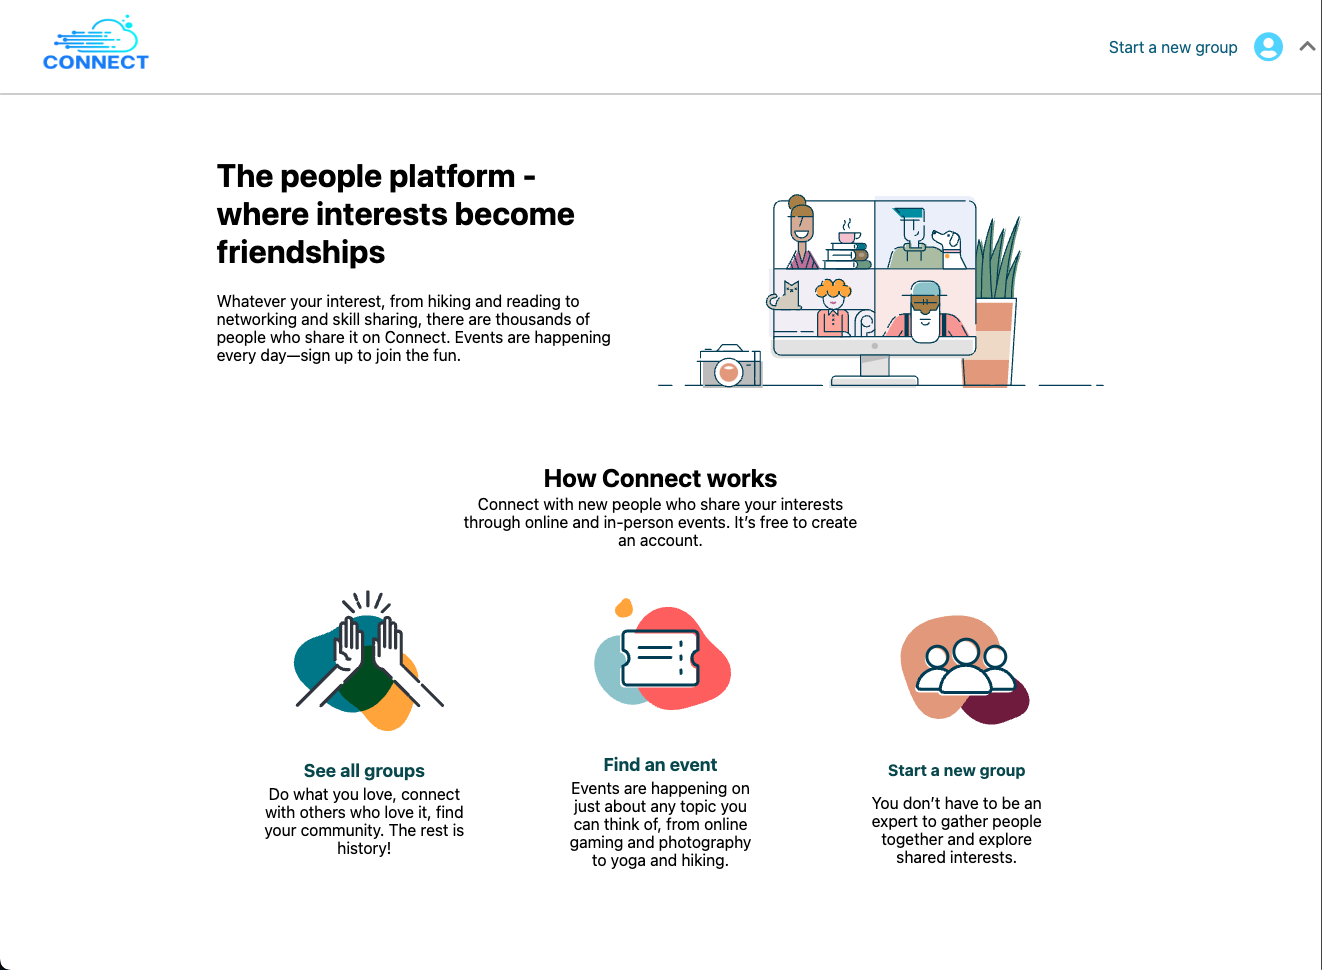 CONNECT
Start a new group
The people platform -
where interests become
friendships
Whatever your interest, from hiking and reading to
networking and skill sharing, there are thousands of
people who share it on Connect. Events are happening
every day—sign up to join the fun.
How Connect works
Connect with new people who share your interests
through online and in-person events. It’s free to create
an account.
See all groups
Do what you love, connect
with others who love it, find
your community. The rest is
history!
Find an event
Events are happening on
just about any topic you
can think of, from online
gaming and photography
to yoga and hiking.
Start a new group
You don’t have to be an
expert to gather people
together and explore
shared interests.